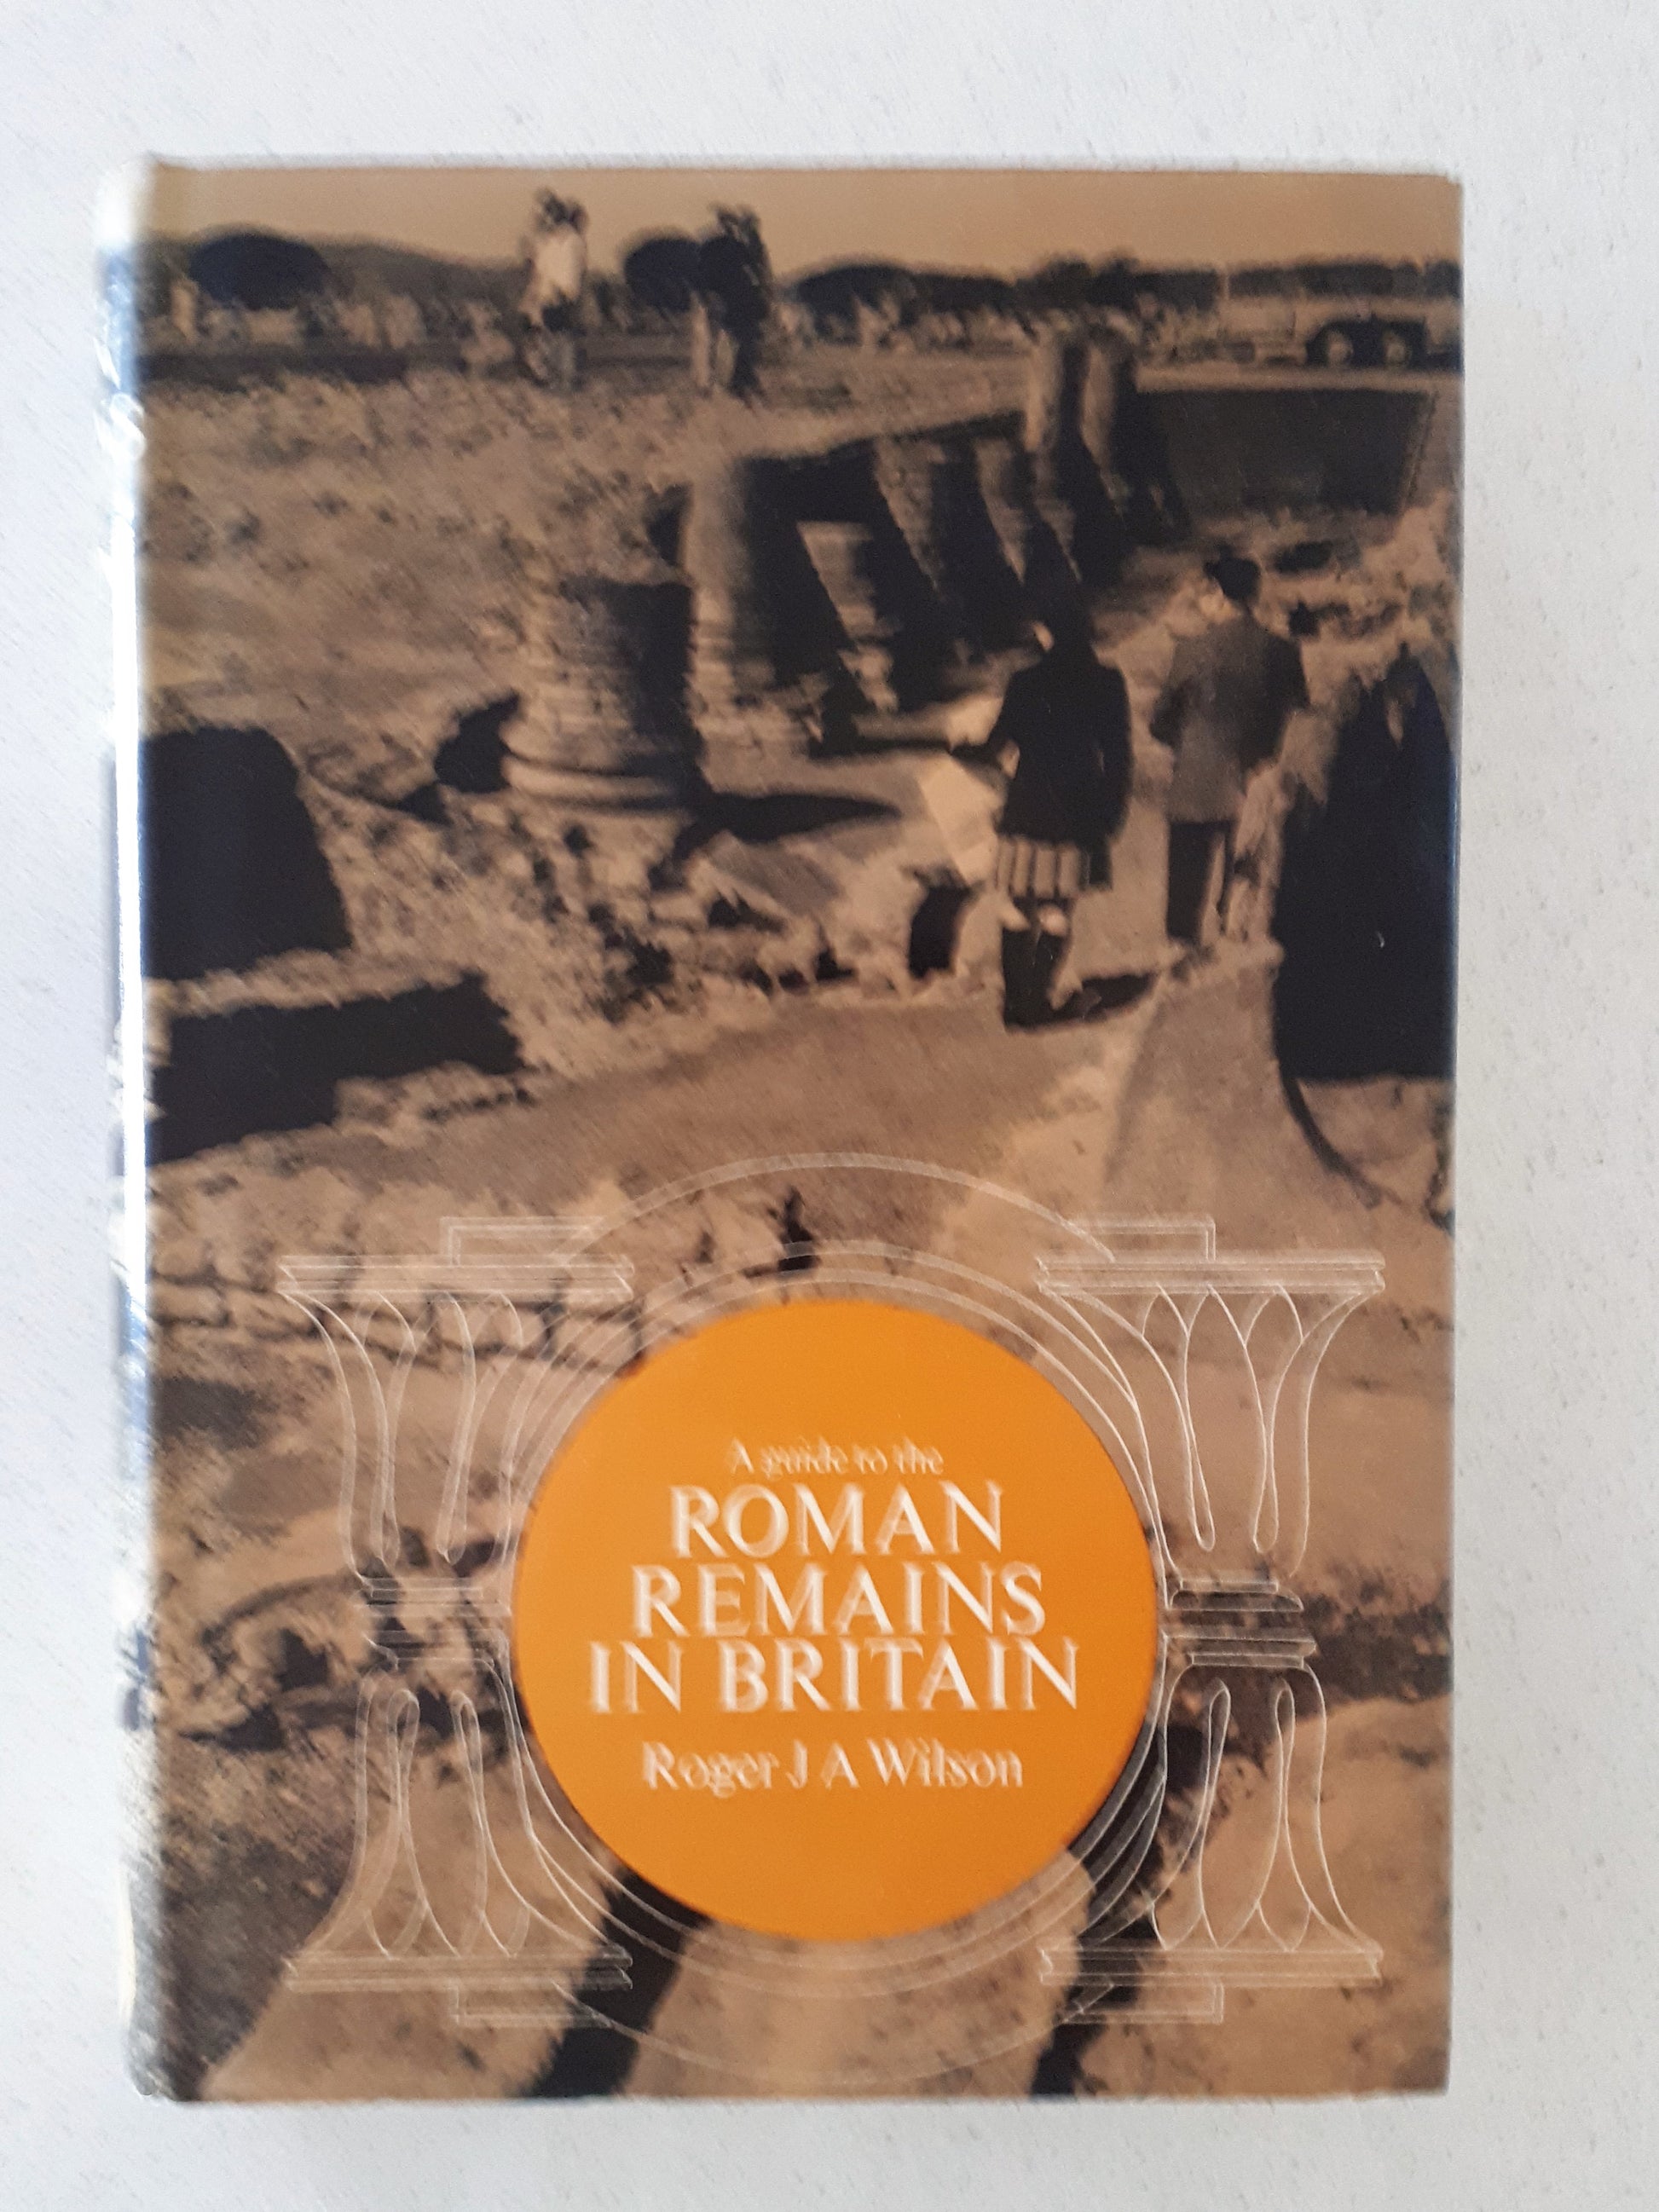 A guide to the
ROMAN
REMAINS
IN BRITAIN
Roger J A Wilson